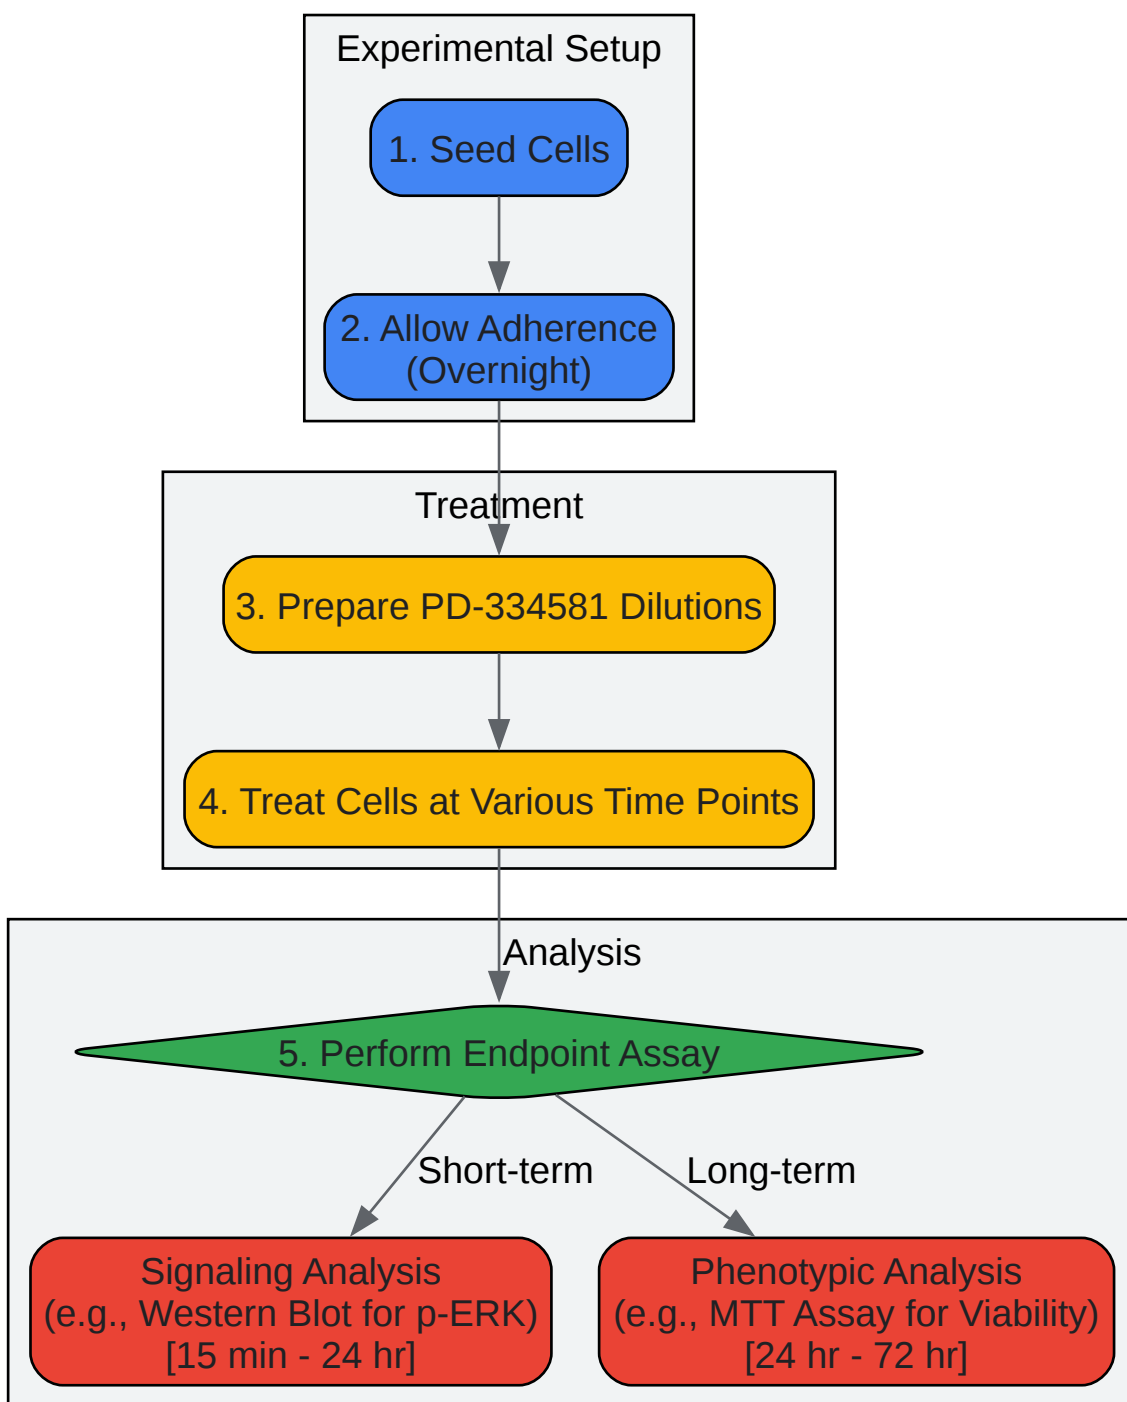 Experimental Setup
1. Seed Cells
2. Allow Adherence
(Overnight)
Treatment
3. Prepare PD-334581 Dilutions
4. Treat Cells at Various Time Points
Analysis
5. Perform Endpoint Assay
Short-term
Long-term
Signaling Analysis
(e.g., Western Blot for p-ERK)
[15 min - 24 hr]
Phenotypic Analysis
(e.g., MTT Assay for Viability)
[24 hr - 72 hr]